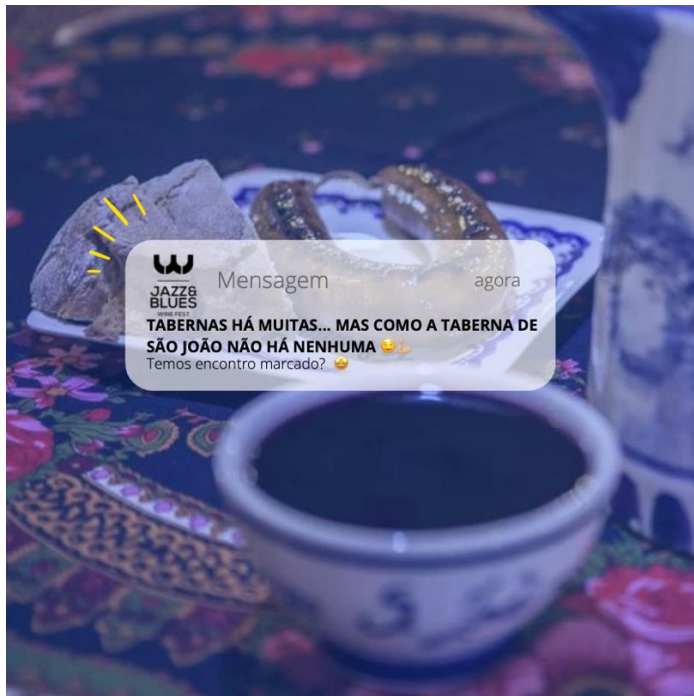 JAZZ&
BLUES
WINE FEST
Mensagem
agora
TABERNAS HÁ MUITAS... MAS COMO A TABERNA DE
SÃO JOÃO NÃO HÁ NENHUMA 🤤💪
Temos encontro marcado? 🤩